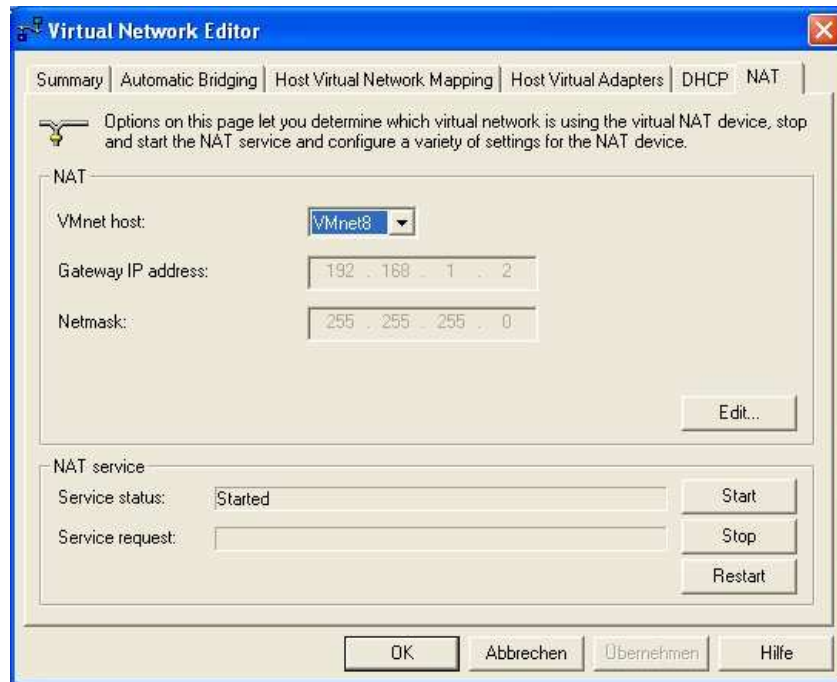 Virtual Network Editor
Summary Automatic Bridging Host Virtual Network Mapping Host Virtual Adapters DHCP NAT
Options on this page let you determine which virtual network is using the virtual NAT device, stop
and start the NAT service and configure a variety of settings for the NAT device.
NAT
VMnet host: VMnet8
Gateway IP address: 192 . 168 . 1 . 2
Netmask: 255 . 255 . 255 . 0
Edit...
NAT service
Service status: Started Start
Service request: Stop
Restart
OK Abbrechen Übernehmen Hilfe